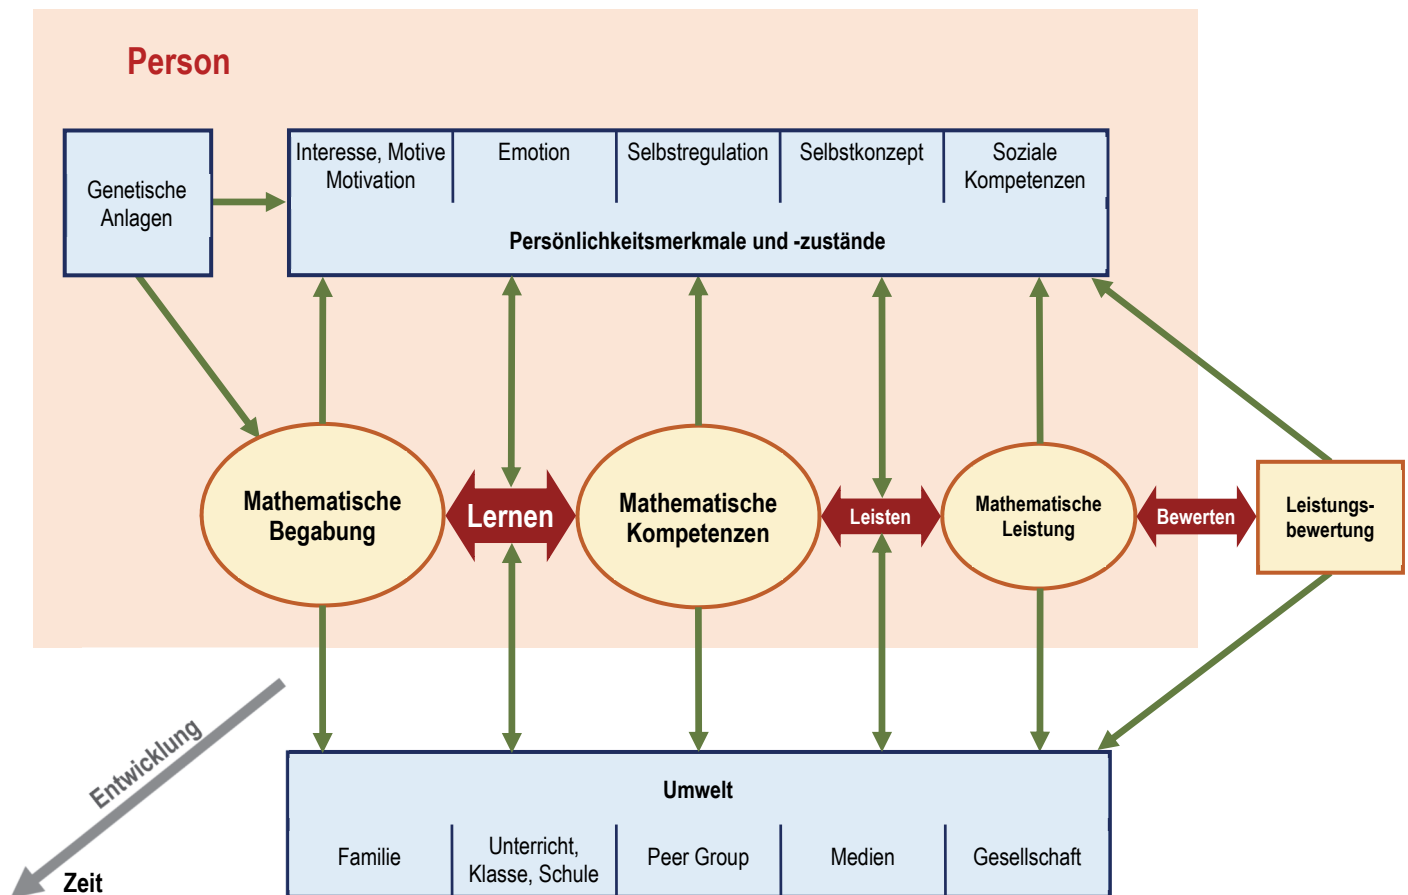 Person
Genetische
Anlagen
Interesse, Motive
Motivation
Emotion
Selbstregulation
Selbstkonzept
Soziale
Kompetenzen
Persönlichkeitsmerkmale und -zustände
Mathematische
Begabung
Lernen
Mathematische
Kompetenzen
Leisten
Mathematische
Leistung
Bewerten
Leistungs-
bewertung
Entwicklung
Zeit
Umwelt
Familie
Unterricht,
Klasse, Schule
Peer Group
Medien
Gesellschaft